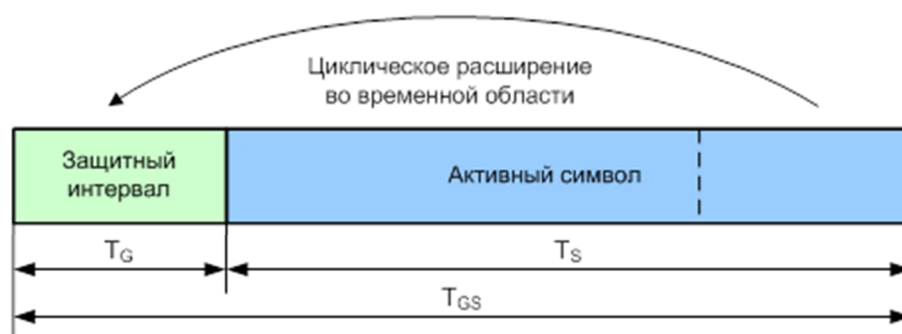 Циклическое расширение
во временной области
Защитный
интервал
Активный символ
TG
TS
TGS